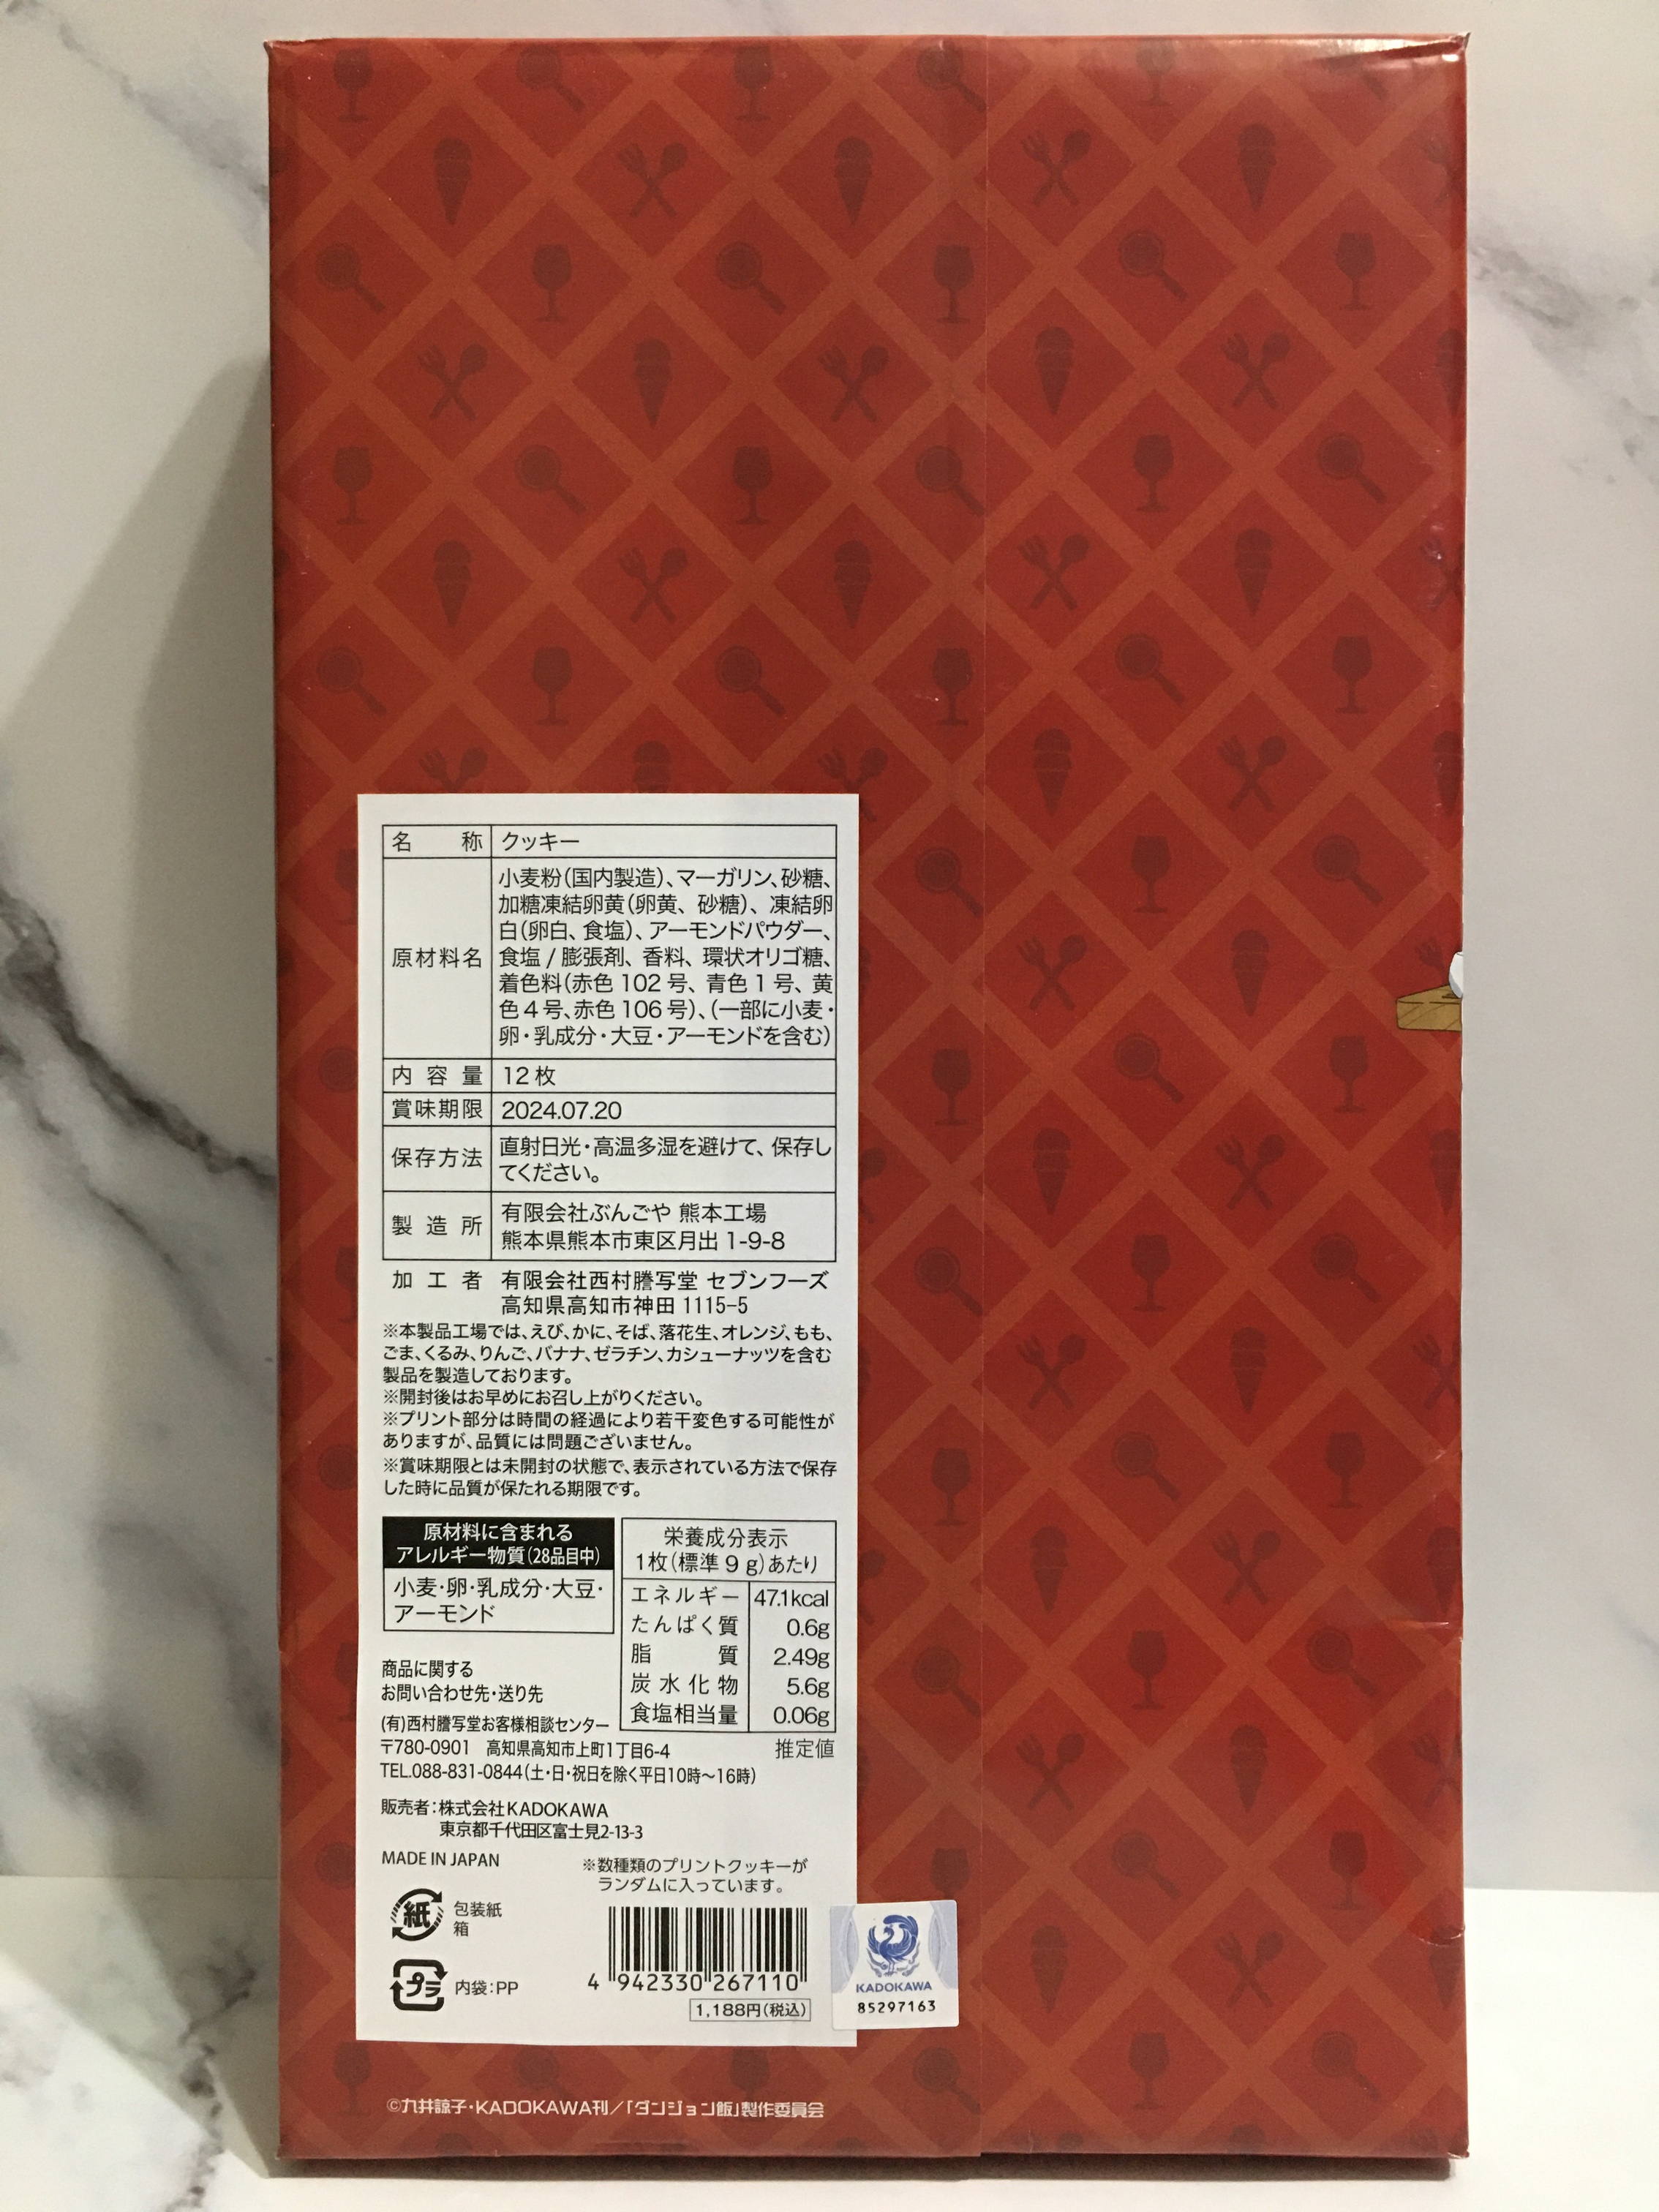 名称 クッキー
原材料名 小麦粉（国内製造）、マーガリン、砂糖、
加糖凍結卵黄（卵黄、砂糖）、凍結卵
白（卵白、食塩）、アーモンドパウダー、
食塩 / 膨張剤、香料、環状オリゴ糖、
着色料（赤色 102 号、青色 1 号、黄
色 4 号、赤色 106 号）、（一部に小麦・
卵・乳成分・大豆・アーモンドを含む）
内容量 12 枚
賞味期限 2024.07.20
保存方法 直射日光・高温多湿を避けて、保存し
てください。
製造所 有限会社ぶんごや 熊本工場
熊本県熊本市東区月出 1-9-8
加工者 有限会社西村謄写堂 セブンフーズ
高知県高知市神田 1115-5
※本製品工場では、えび、かに、そば、落花生、オレンジ、もも、
ごま、くるみ、りんご、バナナ、ゼラチン、カシューナッツを含む
製品を製造しております。
※開封後はお早めにお召し上がりください。
※プリント部分は時間の経過により若干変色する可能性が
ありますが、品質には問題ございません。
※賞味期限とは未開封の状態で、表示されている方法で保存
した時に品質が保たれる期限です。
原材料に含まれる
アレルギー物質（28品目中）
小麦・卵・乳成分・大豆・
アーモンド
栄養成分表示
1枚（標準 9 g）あたり
エネルギー 47.1kcal
たんぱく質 0.6g
脂質 2.49g
炭水化物 5.6g
食塩相当量 0.06g
推定値
商品に関する
お問い合わせ先・送り先
(有)西村謄写堂お客様相談センター
〒780-0901 高知県高知市上町1丁目6-4
TEL.088-831-0844（土・日・祝日を除く平日10時～16時）
販売者：株式会社KADOKAWA
東京都千代田区富士見2-13-3
MADE IN JAPAN
※数種類のプリントクッキーが
ランダムに入っています。
紙 包装紙
箱
プラ 内袋：PP
4 942330 267110
1,188円（税込）
KADOKAWA
85297163
©九井諒子・KADOKAWA刊／「ダンジョン飯」製作委員会